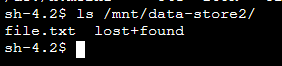 sh-4.2$ ls /mnt/data-store2/
file.txt  lost+found
sh-4.2$